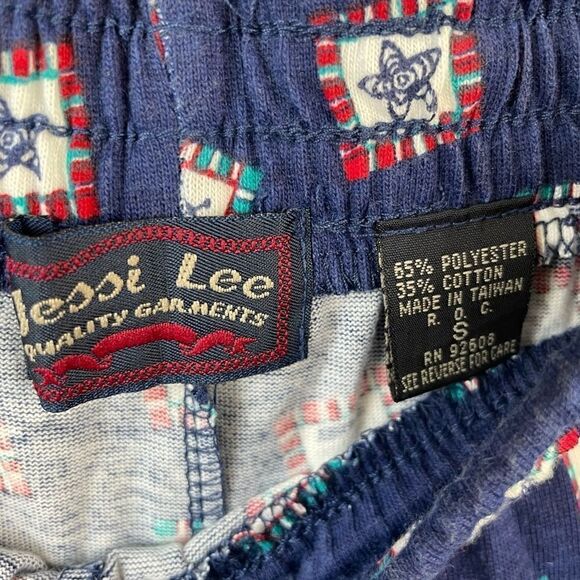 Jessi Lee
QUALITY GARMENTS
65% POLYESTER
35% COTTON
MADE IN TAIWAN
R. O. C.
S
RN 92608
SEE REVERSE FOR CARE